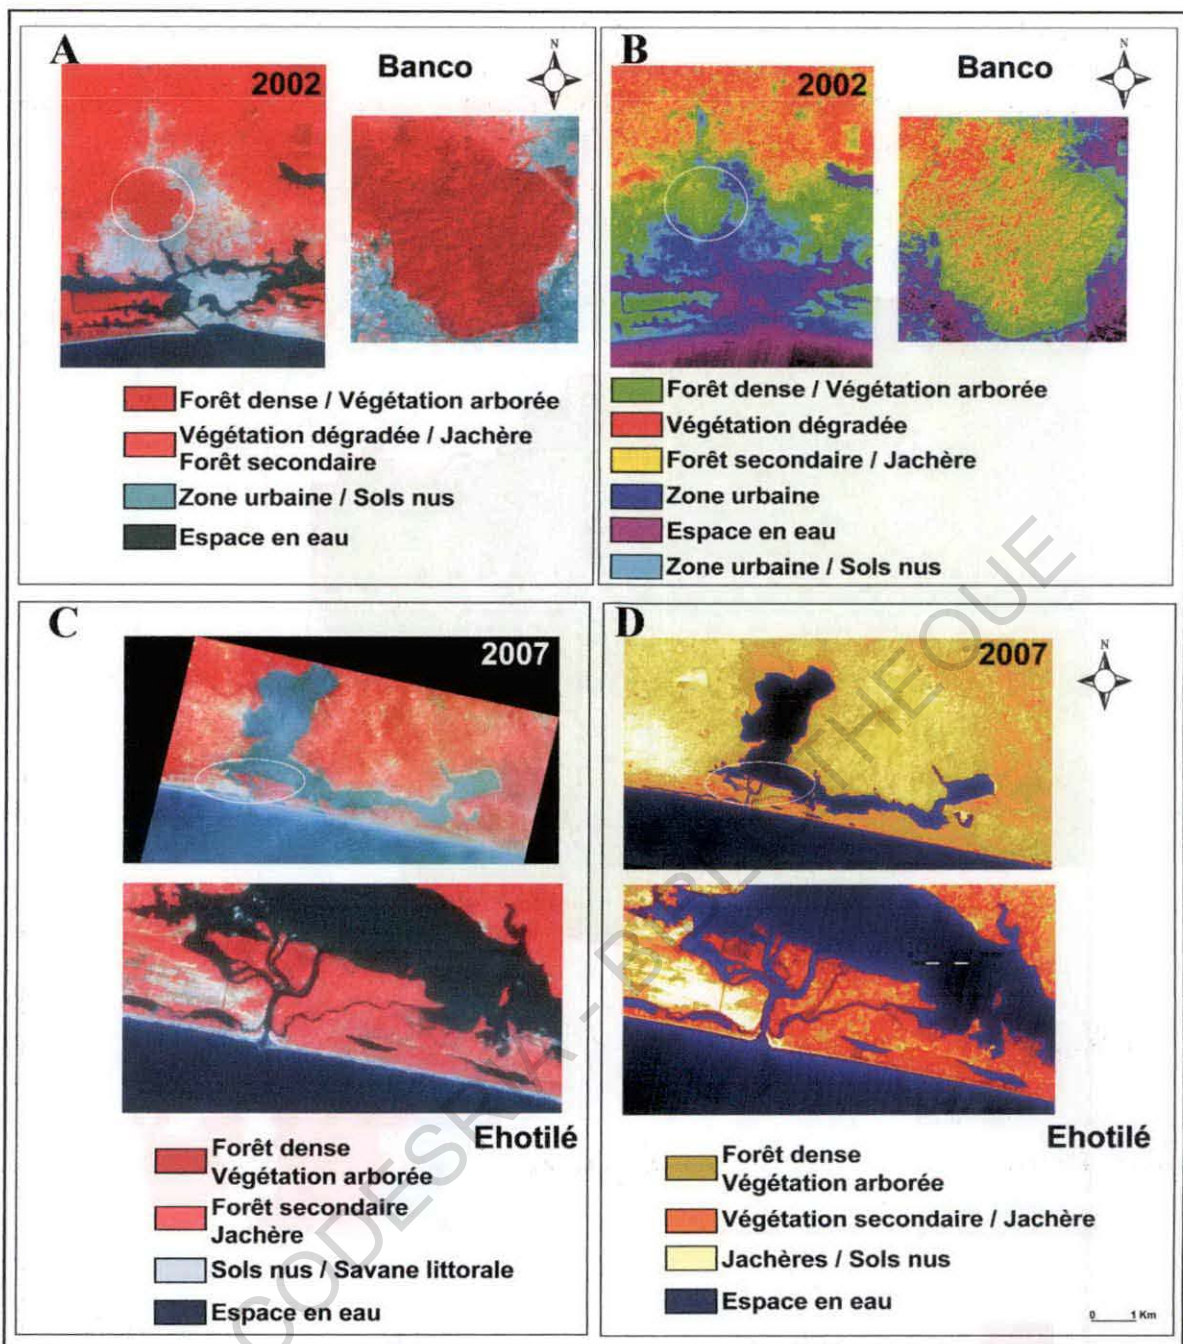 A
Banco
N
2002
Forêt dense / Végétation arborée
Végétation dégradée / Jachère
Forêt secondaire
Zone urbaine / Sols nus
Espace en eau
B
Banco
N
2002
Forêt dense / Végétation arborée
Végétation dégradée
Forêt secondaire / Jachère
Zone urbaine
Espace en eau
Zone urbaine / Sols nus
C
2007
Ehotilé
Forêt dense
Végétation arborée
Forêt secondaire
Jachère
Sols nus / Savane littorale
Espace en eau
D
2007
N
Ehotilé
Forêt dense
Végétation arborée
Végétation secondaire / Jachère
Jachères / Sols nus
Espace en eau
0 1 Km
CODESRIA - BIBLIOTHEQUE